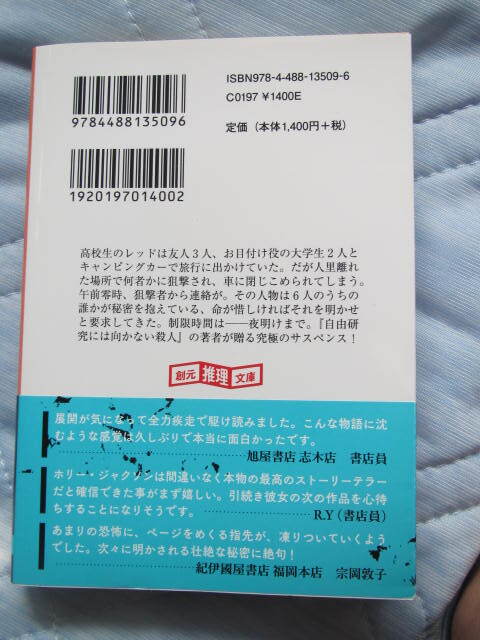 ISBN978-4-488-13509-6
C0197 ¥1400E
定価（本体1,400円＋税）
9784488135096
1920197014002
高校生のレッドは友人３人、お目付け役の大学生２人と
キャンピングカーで旅行に出かけていた。だが人里離れ
た場所で何者かに狙撃され、車に閉じこめられてしまう。
午前零時、狙撃者から連絡が。その人物は６人のうちの
誰かが秘密を抱えている、命が惜しければそれを明かせ
と要求してきた。制限時間は――夜明けまで。『自由研
究には向かない殺人』の著者が贈る究極のサスペンス！
創元推理文庫
展開が気になって全力疾走で駆け読みました。こんな物語に沈
むような感覚は久しぶりで本当に面白かったです。
旭屋書店 志木店　書店員
ホリー・ジャクソンは間違いなく本物の最高のストーリーテラー
だと確信できた事がまず嬉しい。引続き彼女の次の作品を心待
ちすることになりそうです。
R.Y（書店員）
あまりの恐怖に、ページをめくる指先が、凍りついていくよう
でした。次々に明かされる壮絶な秘密に絶句！
紀伊國屋書店 福岡本店　宗岡敦子